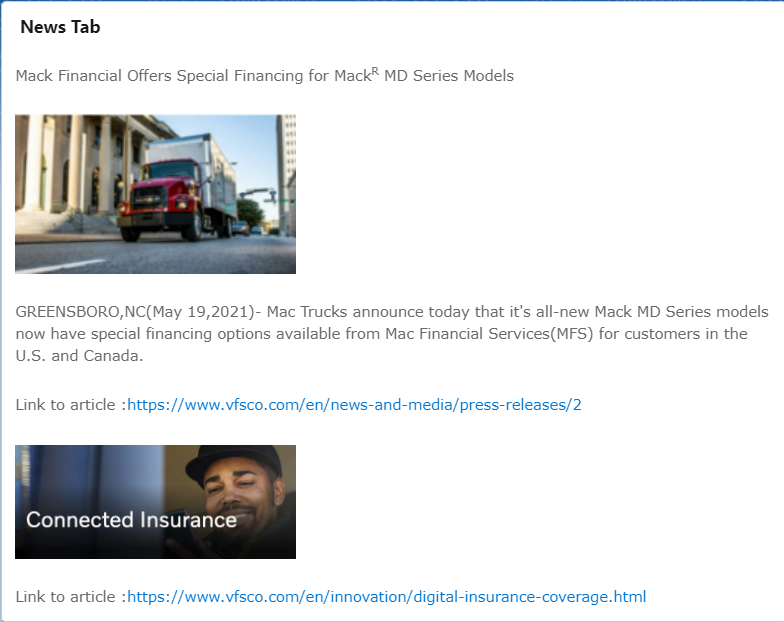 News Tab
Mack Financial Offers Special Financing for Mack^R MD Series Models
GREENSBORO,NC(May 19,2021)- Mac Trucks announce today that it's all-new Mack MD Series models
now have special financing options available from Mac Financial Services(MFS) for customers in the
U.S. and Canada.
Link to article :https://www.vfsco.com/en/news-and-media/press-releases/2
Connected Insurance
Link to article :https://www.vfsco.com/en/innovation/digital-insurance-coverage.html